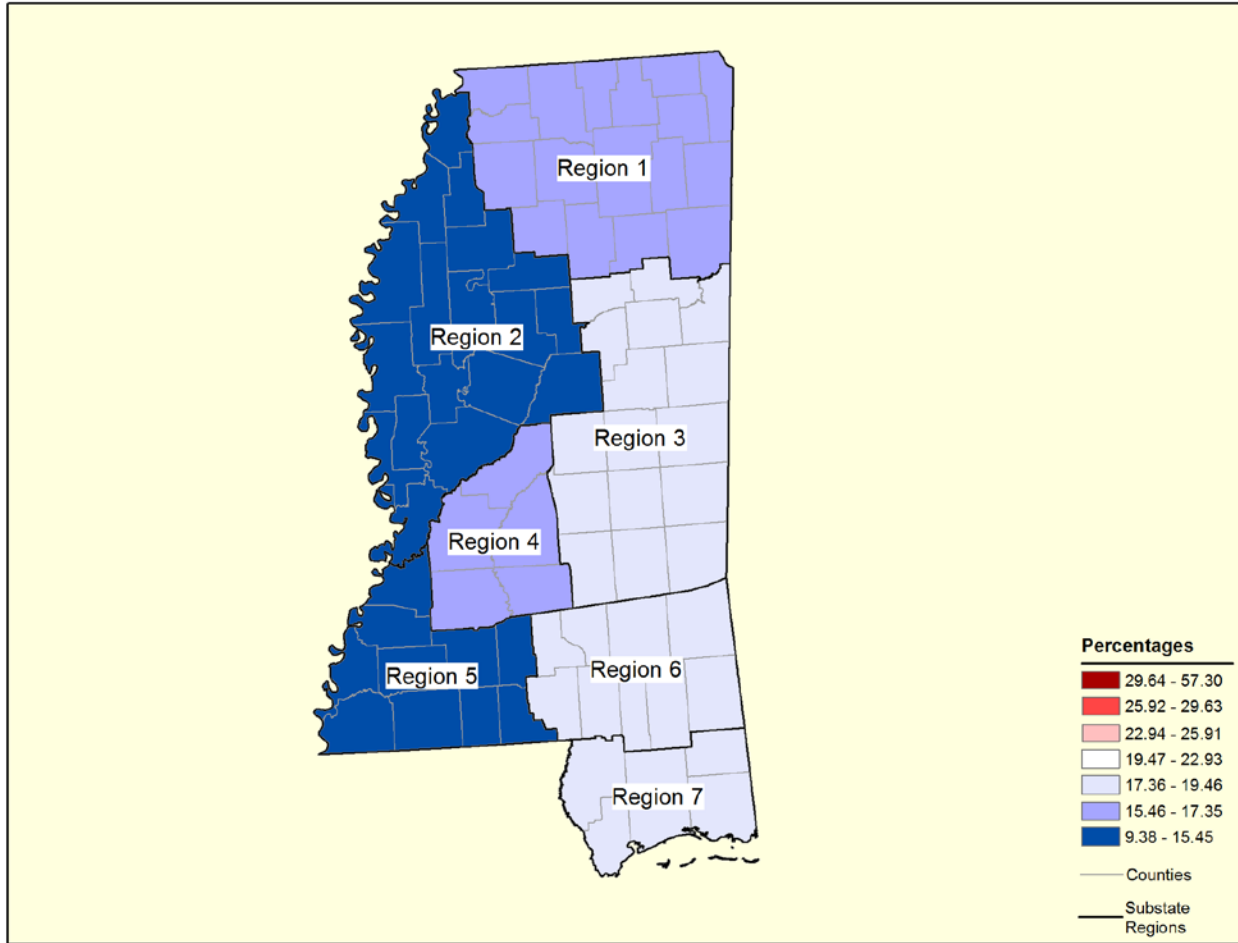 Region 1
Region 2
Region 3
Region 4
Region 5
Region 6
Region 7
Percentages
29.64 - 57.30
25.92 - 29.63
22.94 - 25.91
19.47 - 22.93
17.36 - 19.46
15.46 - 17.35
9.38 - 15.45
Counties
Substate
Regions